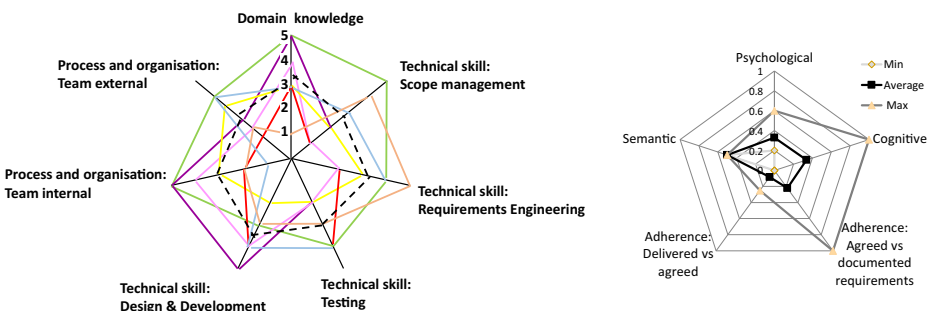 Domain knowledge
5
4
3
2
1
Technical skill:
Scope management
Technical skill:
Requirements Engineering
Technical skill:
Testing
Technical skill:
Design & Development
Process and organisation:
Team internal
Process and organisation:
Team external
Psychological
1
0.8
0.6
0.4
0.2
0
Cognitive
Adherence:
Agreed vs
documented
requirements
Adherence:
Delivered vs
agreed
Semantic
Min
Average
Max